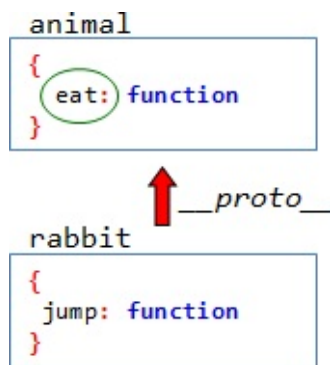 animal
{
eat: function
}
__proto__
rabbit
{
jump: function
}